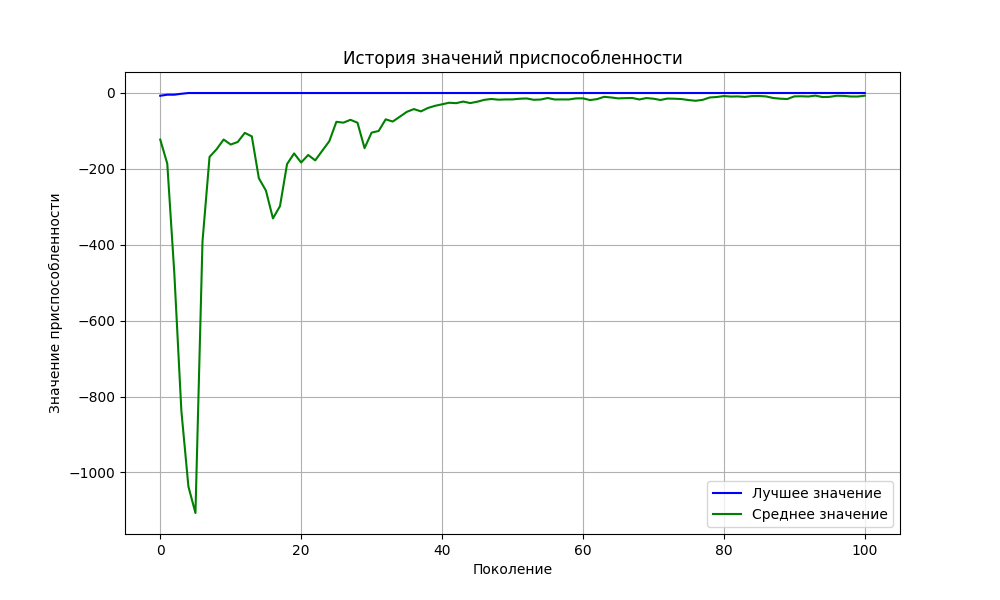 История значений приспособленности
Значение приспособленности
0
−200
−400
−600
−800
−1000
0 20 40 60 80 100
Поколение
Лучшее значение
Среднее значение